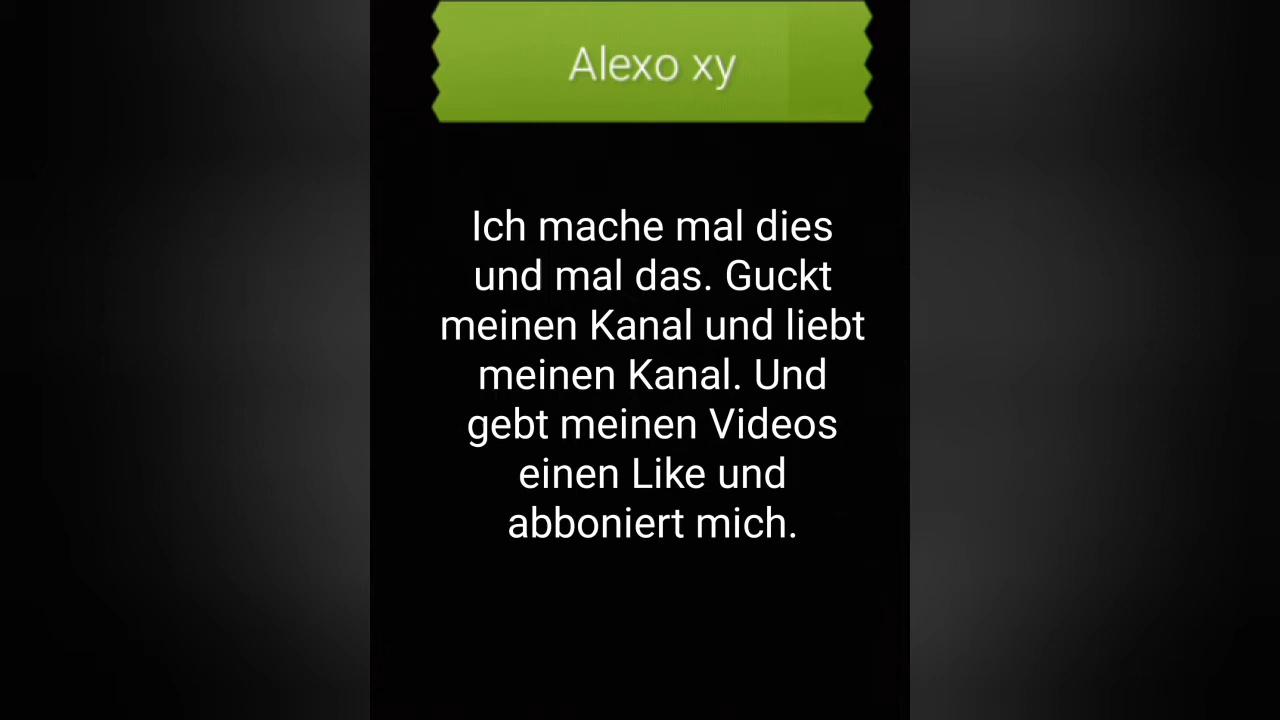 Alexo xy
Ich mache mal dies
und mal das. Guckt
meinen Kanal und liebt
meinen Kanal. Und
gebt meinen Videos
einen Like und
abboniert mich.